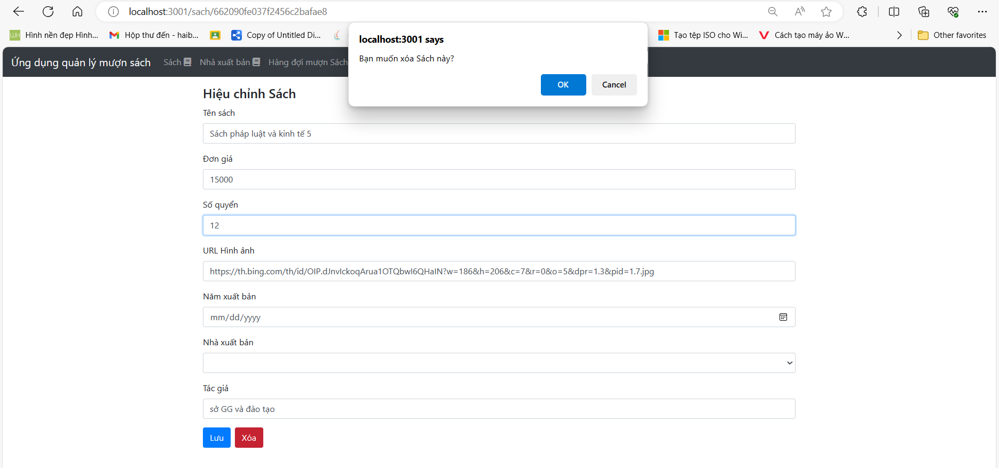 localhost:3001/sach/662090fe037f2456c2bafae8
Hình nền đẹp Hình...
Hộp thư đến - haib...
Copy of Untitled Di...
Tạo tệp ISO cho Wi...
Cách tạo máy ảo W...
Other favorites
localhost:3001 says
Bạn muốn xóa Sách này?
OK
Cancel
Ứng dụng quản lý mượn sách
Sách
Nhà xuất bản
Hàng đợi mượn Sách
Hiệu chỉnh Sách
Tên sách
Sách pháp luật và kinh tế 5
Đơn giá
15000
Số quyển
12
URL Hình ảnh
https://th.bing.com/th/id/OIP.dJnvIckoqArua1OTQbwI6QHaIN?w=186&h=206&c=7&r=0&o=5&dpr=1.3&pid=1.7.jpg
Năm xuất bản
mm/dd/yyyy
Nhà xuất bản
Tác giả
sở GG và đào tạo
Lưu
Xóa